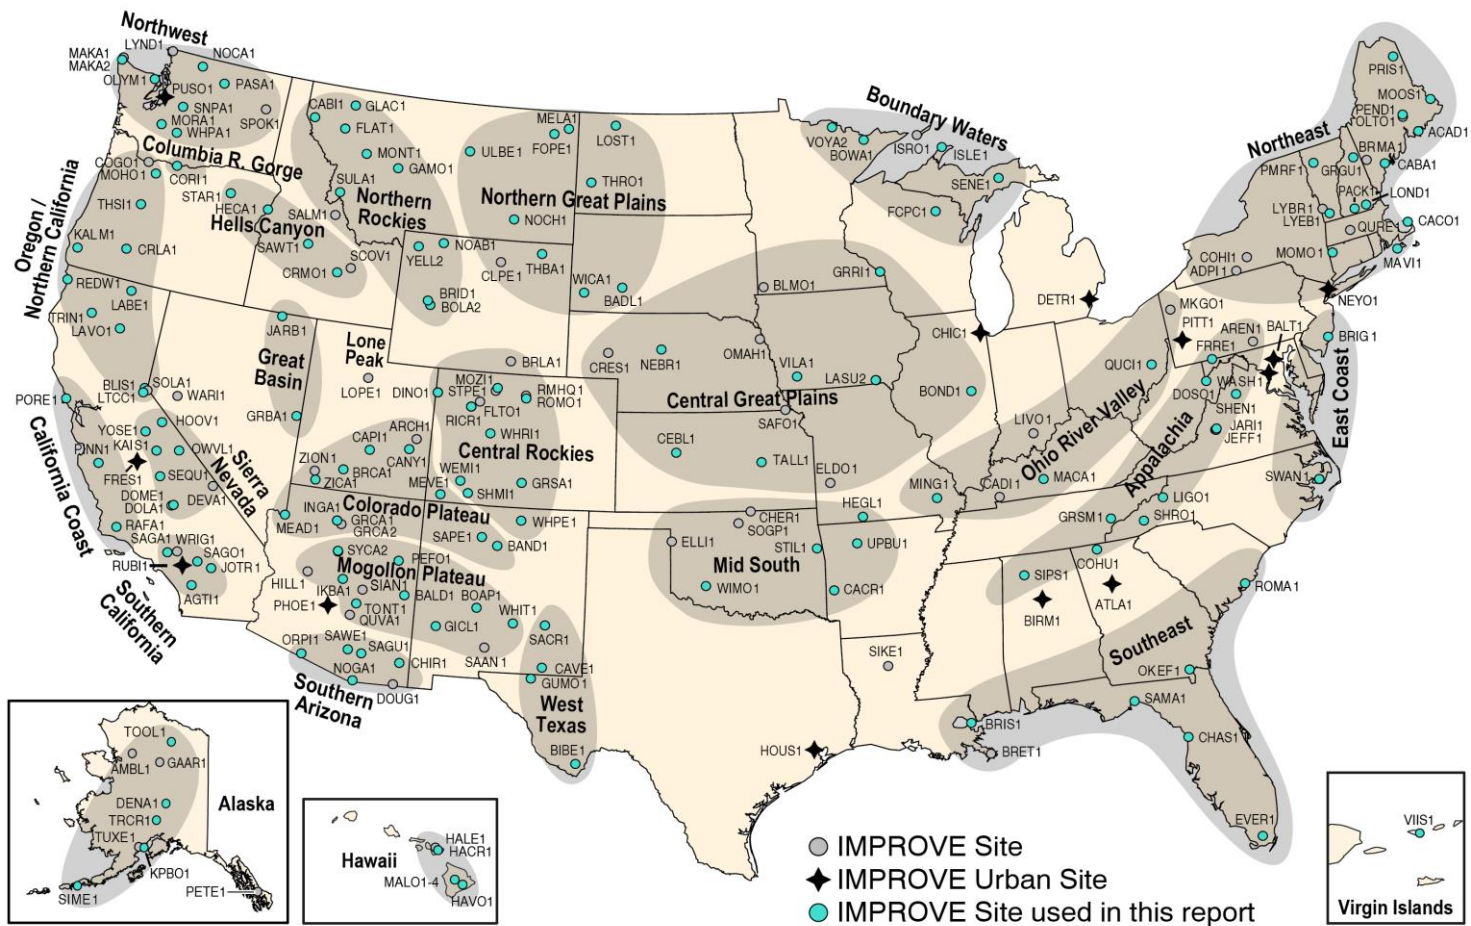 Northwest
LYND1
MAKA1
MAKA2
NOCA1
OLYM1
PASA1
PUSO1
SNPA1
MORA1
WHPA1
SPOK1
Columbia R. Gorge
COGO1
MOHO1
CORI1
Oregon /
Northern California
THSI1
KALM1
CRLA1
REDW1
LABE1
TRIN1
LAVO1
STAR1
HECA1
Hells Canyon
SALM1
SAWT1
SCOV1
CRMO1
CABI1
GLAC1
FLAT1
MONT1
GAMO1
SULA1
Northern
Rockies
NOAB1
YELL2
CLPE1
THBA1
BRID1
BOLA2
MELA1
FOPE1
LOST1
ULBE1
THRO1
Northern Great Plains
NOCH1
WICA1
BADL1
Boundary Waters
VOYA2
BOWA1
ISRO1
ISLE1
SENE1
FCPC1
GRRI1
BLMO1
DETR1
CHIC1
Northeast
PRIS1
MOOS1
PEND1
OLTO1
ACAD1
BRMA1
PMRF1
GRGU1
CABA1
PACK1
LOND1
LYBR1
LYEB1
CACO1
QURE1
COHI1
ADPI1
MOMO1
MAVI1
NEYO1
MKGO1
PITT1
AREN1
BALT1
FRRE1
BRIG1
WASH1
DOSO1
SHEN1
JARI1
JEFF1
East Coast
SWAN1
JARB1
Great
Basin
GRBA1
Lone
Peak
LOPE1
BLIS1
SOLA1
LTCC1
WARI1
PORE1
HOOV1
YOSE1
KAIS1
OWVL1
PINN1
FRES1
SEQU1
DOME1
DOLA1
DEVA1
Sierra
Nevada
California Coast
RAFA1
SAGA1
WRIG1
SAGO1
RUBI1
JOTR1
AGTI1
Southern
California
BRLA1
DINO1
MOZI1
STPE1
RMHQ1
ROMO1
FLTO1
RICR1
WHRI1
Central Rockies
ARCH1
CAPI1
CANY1
ZION1
BRCA1
ZICA1
WEMI1
MEVE1
SHMI1
GRSA1
WHPE1
Colorado Plateau
INGA1
GRCA1
GRCA2
MEAD1
SAPE1
BAND1
SYCA2
PEFO1
Mogollon Plateau
HILL1
IKBA1
SIAN1
BALD1
BOAP1
PHOE1
TONT1
QUVA1
GICL1
WHIT1
SACR1
ORPI1
SAWE1
SAGU1
NOGA1
CHIR1
SAAN1
DOUG1
Southern
Arizona
CAVE1
GUMO1
West
Texas
BIBE1
CRES1
NEBR1
OMAH1
VILA1
LASU2
Central Great Plains
SAFO1
CEBL1
TALL1
ELDO1
BOND1
LIVO1
QUCI1
Ohio River Valley
MACA1
CADI1
MING1
HEGL1
CHER1
SOGP1
ELLI1
STIL1
UPBU1
Mid South
WIMO1
CACR1
Appalachia
LIGO1
GRSM1
SHRO1
COHU1
SIPS1
BIRM1
ATLA1
ROMA1
Southeast
OKEF1
SAMA1
CHAS1
EVER1
SIKE1
BRIS1
BRET1
HOUS1
TOOL1
AMBL1
GAAR1
DENA1
Alaska
TRCR1
TUXE1
KPBO1
SIME1
PETE1
HALE1
Hawaii
HACR1
MALO1-4
HAVO1
IMPROVE Site
IMPROVE Urban Site
IMPROVE Site used in this report
VIIS1
Virgin Islands